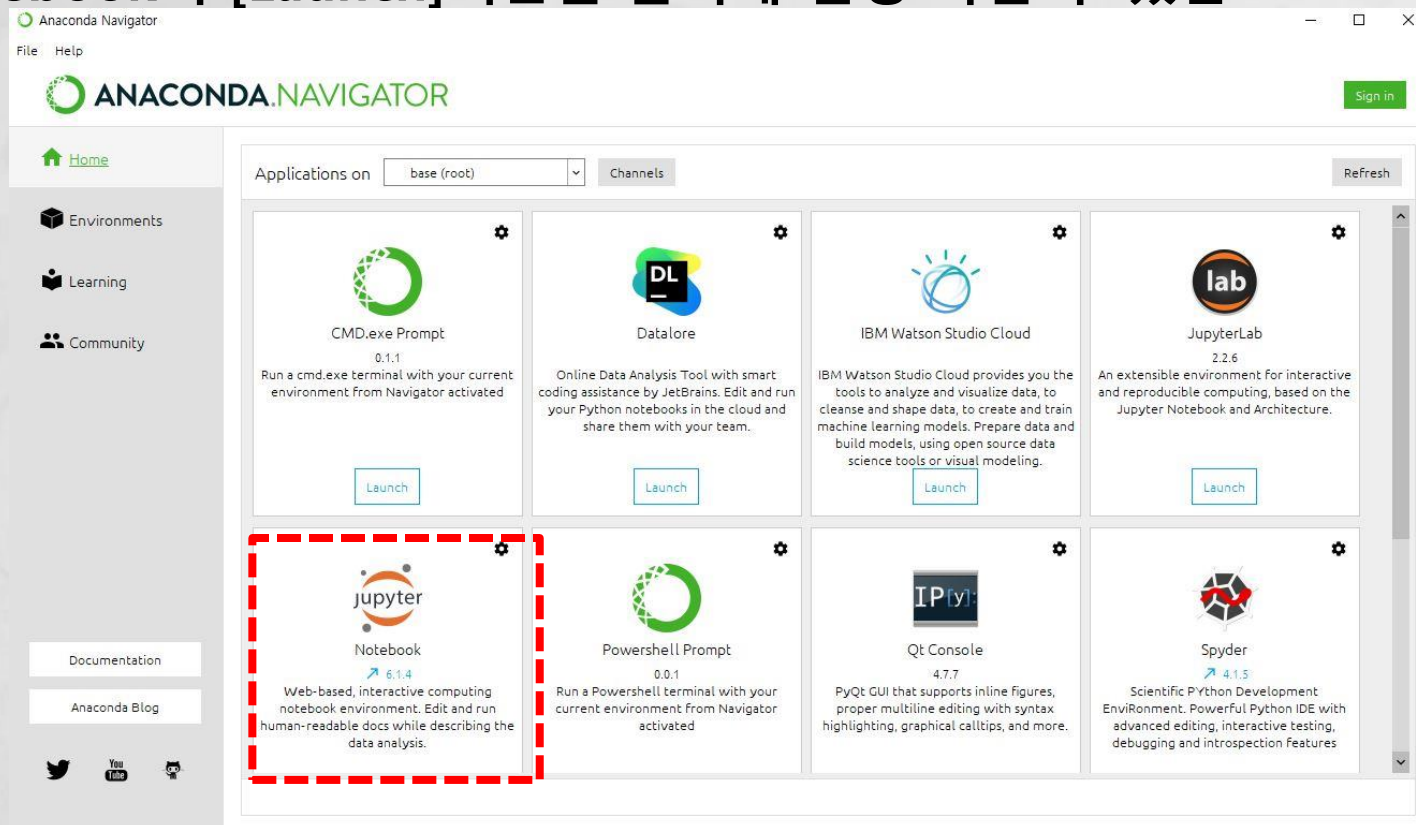 [Launch]
Anaconda Navigator
File Help
ANACONDA.NAVIGATOR
Sign in
Home
Environments
Learning
Community
Documentation
Anaconda Blog
You
Tube
Applications on base (root) Channels Refresh
CMD.exe Prompt
0.1.1
Run a cmd.exe terminal with your current
environment from Navigator activated
Launch
DL
Datalore
Online Data Analysis Tool with smart
coding assistance by JetBrains. Edit and run
your Python notebooks in the cloud and
share them with your team.
Launch
IBM Watson Studio Cloud
IBM Watson Studio Cloud provides you the
tools to analyze and visualize data, to
cleanse and shape data, to create and train
machine learning models. Prepare data and
build models, using open source data
science tools or visual modeling.
Launch
lab
JupyterLab
2.2.6
An extensible environment for interactive
and reproducible computing, based on the
Jupyter Notebook and Architecture.
Launch
jupyter
Notebook
6.1.4
Web-based, interactive computing
notebook environment. Edit and run
human-readable docs while describing the
data analysis.
Powershell Prompt
0.0.1
Run a Powershell terminal with your
current environment from Navigator
activated
IP[y]:
Qt Console
4.7.7
PyQt GUI that supports inline figures,
proper multiline editing with syntax
highlighting, graphical calltips, and more.
Spyder
4.1.5
Scientific PYthon Development
EnviRonment. Powerful Python IDE with
advanced editing, interactive testing,
debugging and introspection features